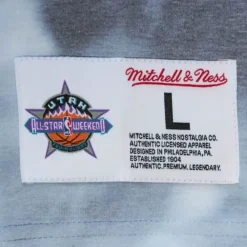 UTAH
ALL-STAR WEEKEND
Mitchell & Ness
L
MITCHELL & NESS NOSTALGIA CO.
AUTHENTIC LICENSED APPAREL
DESIGNED IN PHILADELPHIA, PA.
ESTABLISHED 1904
AUTHENTIC. PREMIUM. LEGENDARY.